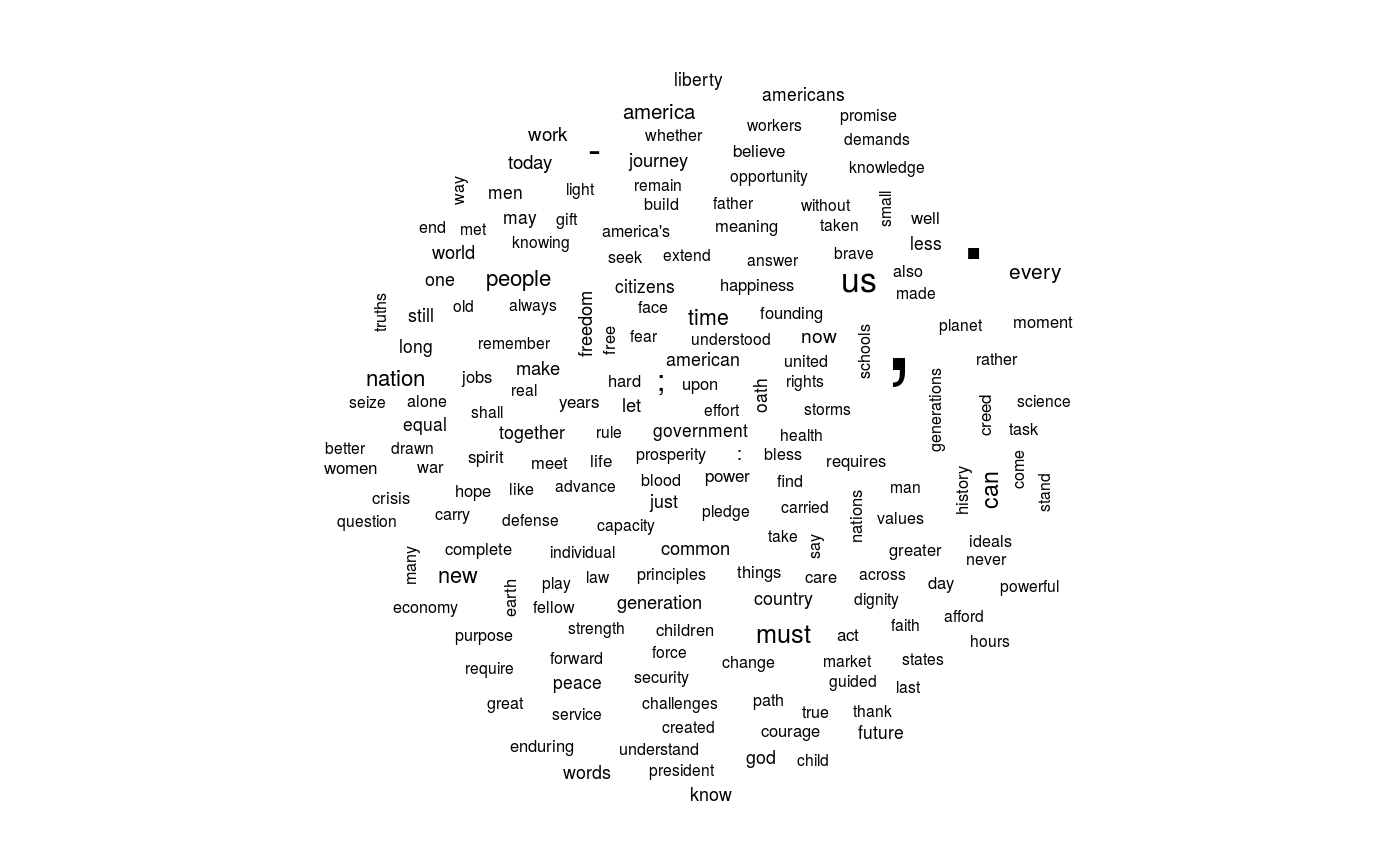 liberty
americans
america
promise
workers
work
whether
demands
-
believe
today
journey
knowledge
opportunity
way
men
light
remain
small
build
father
without
end
met
may
gift
america's
meaning
taken
well
world
knowing
seek
extend
answer
brave
less
.
one
people
citizens
happiness
us
also
made
every
truths
still
old
always
freedom
face
time
founding
planet
moment
long
remember
free
fear
understood
now
schools
american
united
rather
nation
jobs
make
real
hard
;
upon
oath
rights
,
generations
seize
alone
shall
years
let
effort
storms
creed
science
equal
together
rule
government
health
task
better
drawn
women
war
spirit
meet
life
prosperity
:
bless
requires
come
crisis
hope
like
advance
blood
power
find
man
history
can
stand
question
carry
defense
capacity
just
pledge
carried
nations
values
many
complete
individual
common
take
say
greater
ideals
never
new
play
law
principles
things
care
across
day
powerful
economy
earth
fellow
generation
country
dignity
afford
purpose
strength
children
must
act
faith
hours
require
forward
force
change
market
states
peace
security
guided
last
great
service
challenges
path
true
thank
created
courage
future
enduring
understand
god
child
words
president
know